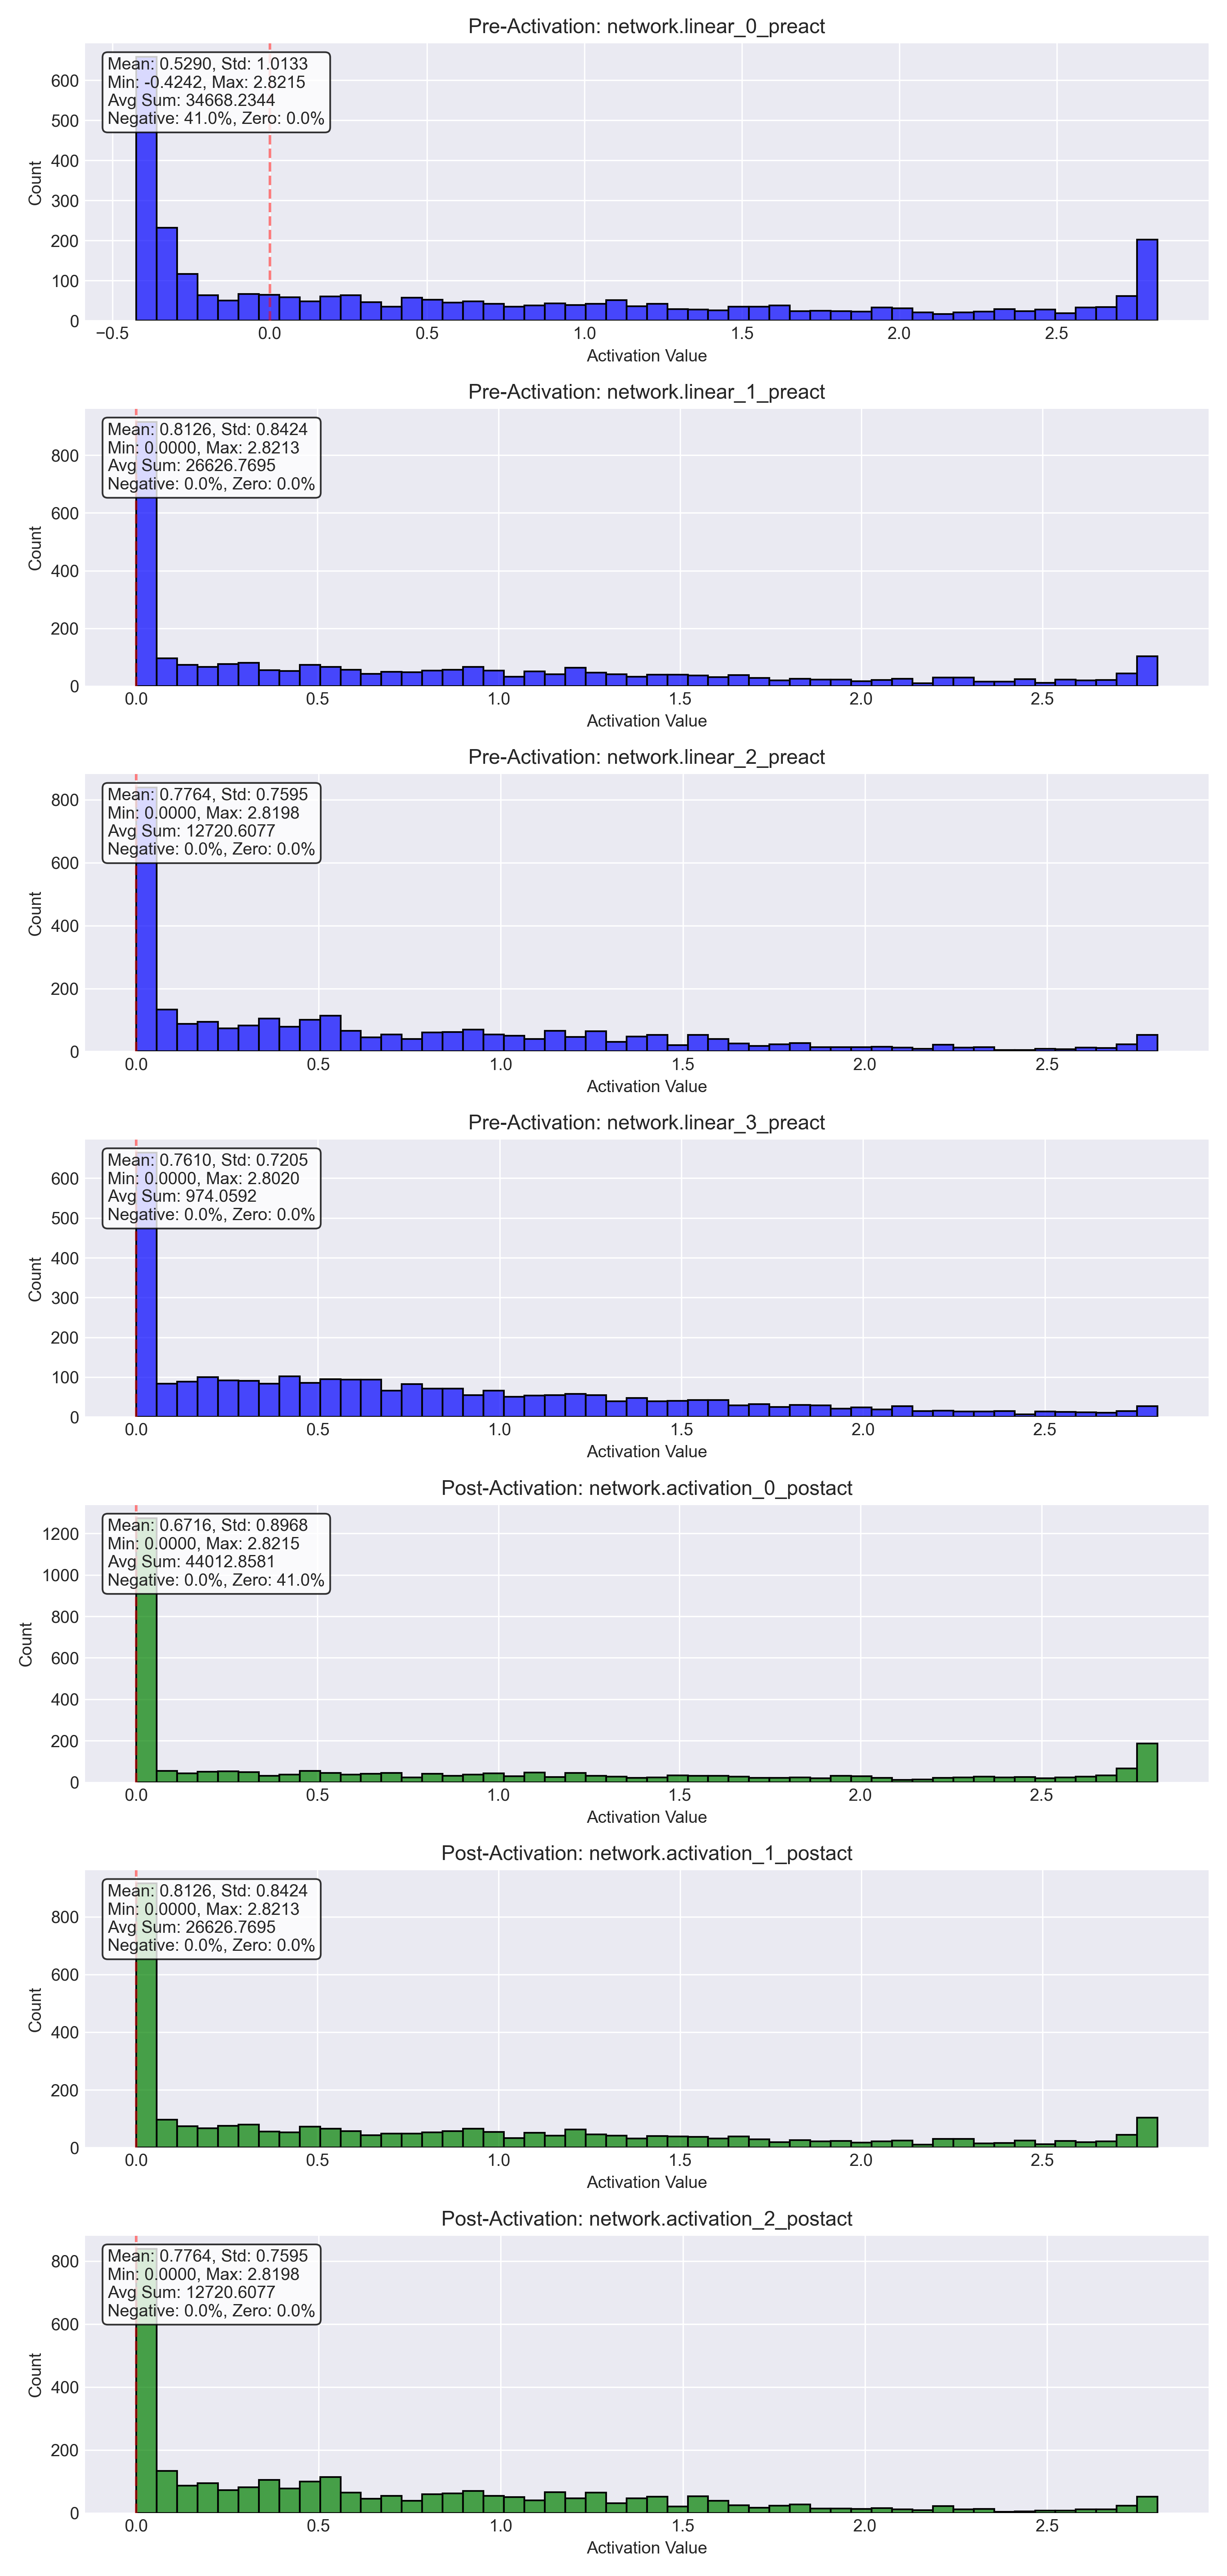 Pre-Activation: network.linear_0_preact
Mean: 0.5290, Std: 1.0133
Min: -0.4242, Max: 2.8215
Avg Sum: 34668.2344
Negative: 41.0%, Zero: 0.0%
600
500
400
300
200
100
0
Count
−0.5 0.0 0.5 1.0 1.5 2.0 2.5
Activation Value
Pre-Activation: network.linear_1_preact
Mean: 0.8126, Std: 0.8424
Min: 0.0000, Max: 2.8213
Avg Sum: 26626.7695
Negative: 0.0%, Zero: 0.0%
800
600
400
200
0
Count
0.0 0.5 1.0 1.5 2.0 2.5
Activation Value
Pre-Activation: network.linear_2_preact
Mean: 0.7764, Std: 0.7595
Min: 0.0000, Max: 2.8198
Avg Sum: 12720.6077
Negative: 0.0%, Zero: 0.0%
800
600
400
200
0
Count
0.0 0.5 1.0 1.5 2.0 2.5
Activation Value
Pre-Activation: network.linear_3_preact
Mean: 0.7610, Std: 0.7205
Min: 0.0000, Max: 2.8020
Avg Sum: 974.0592
Negative: 0.0%, Zero: 0.0%
600
500
400
300
200
100
0
Count
0.0 0.5 1.0 1.5 2.0 2.5
Activation Value
Post-Activation: network.activation_0_postact
Mean: 0.6716, Std: 0.8968
Min: 0.0000, Max: 2.8215
Avg Sum: 44012.8581
Negative: 0.0%, Zero: 41.0%
1200
1000
800
600
400
200
0
Count
0.0 0.5 1.0 1.5 2.0 2.5
Activation Value
Post-Activation: network.activation_1_postact
Mean: 0.8126, Std: 0.8424
Min: 0.0000, Max: 2.8213
Avg Sum: 26626.7695
Negative: 0.0%, Zero: 0.0%
800
600
400
200
0
Count
0.0 0.5 1.0 1.5 2.0 2.5
Activation Value
Post-Activation: network.activation_2_postact
Mean: 0.7764, Std: 0.7595
Min: 0.0000, Max: 2.8198
Avg Sum: 12720.6077
Negative: 0.0%, Zero: 0.0%
800
600
400
200
0
Count
0.0 0.5 1.0 1.5 2.0 2.5
Activation Value